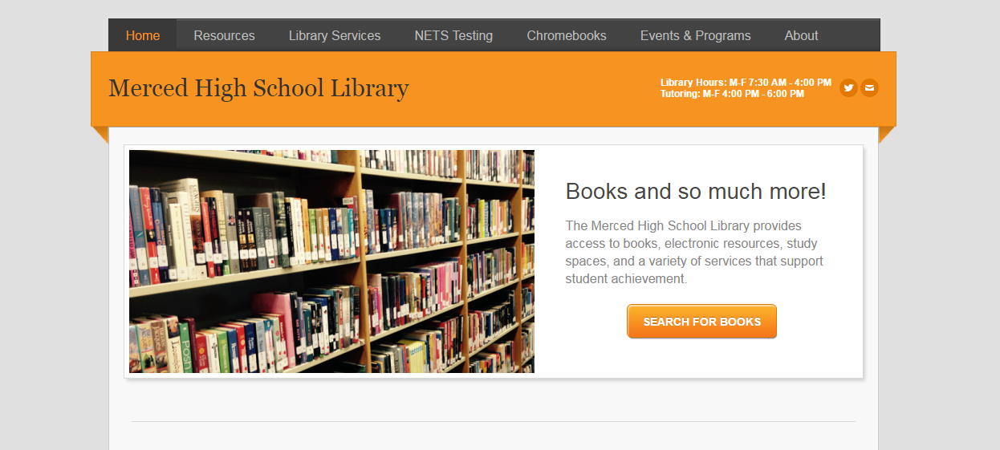 Home Resources Library Services NETS Testing Chromebooks Events & Programs About
Merced High School Library
Library Hours: M-F 7:30 AM - 4:00 PM
Tutoring: M-F 4:00 PM - 6:00 PM
Books and so much more!
The Merced High School Library provides
access to books, electronic resources, study
spaces, and a variety of services that support
student achievement.
SEARCH FOR BOOKS
Posh